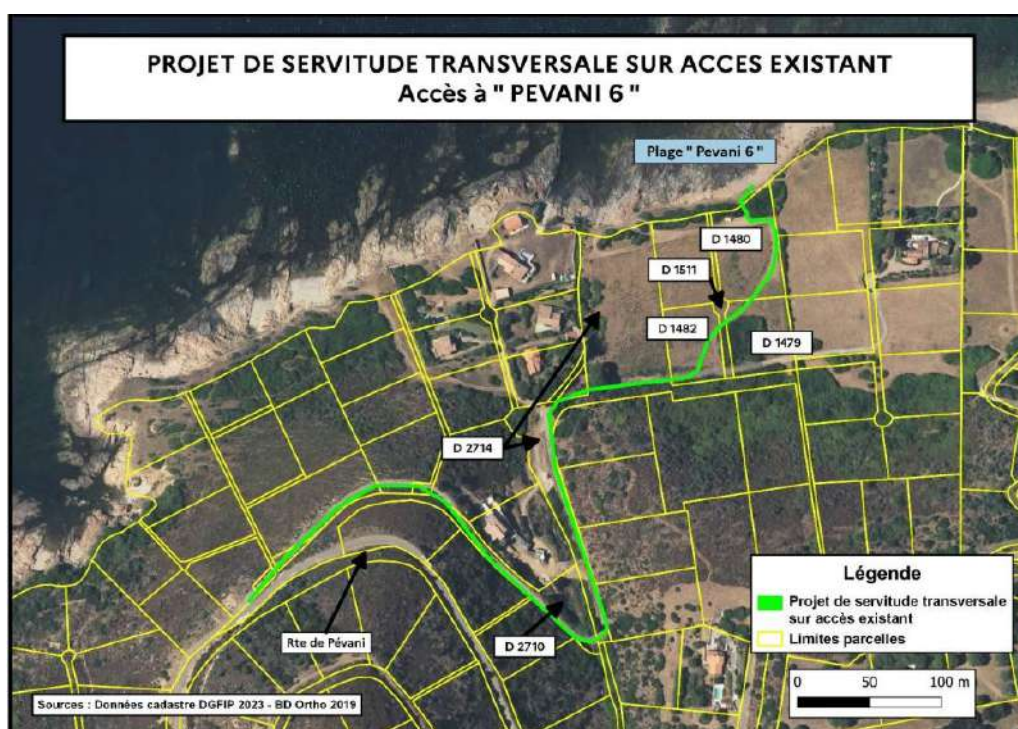 PROJET DE SERVITUDE TRANSVERSALE SUR ACCES EXISTANT
Accès à " PEVANI 6 "
Plage " Pevani 6 "
D 1480
D 1511
D 1482
D 1479
D 2714
Rte de Pévani
D 2710
Légende
Projet de servitude transversale
sur accès existant
Limites parcelles
0 50 100 m
Sources : Données cadastre DGFIP 2023 - BD Ortho 2019